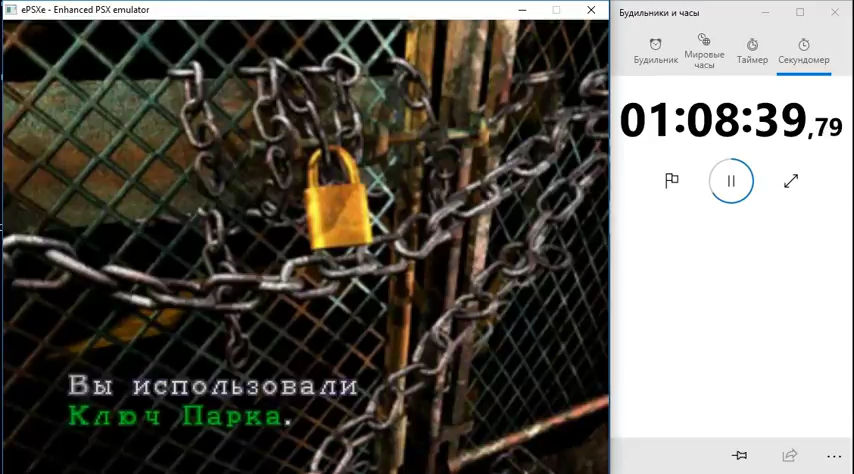 ePSXe - Enhanced PSX emulator
Вы использовали
Ключ Парка.
Будильники и часы
Будильник
Мировые
часы
Таймер
Секундомер
01:08:39,79